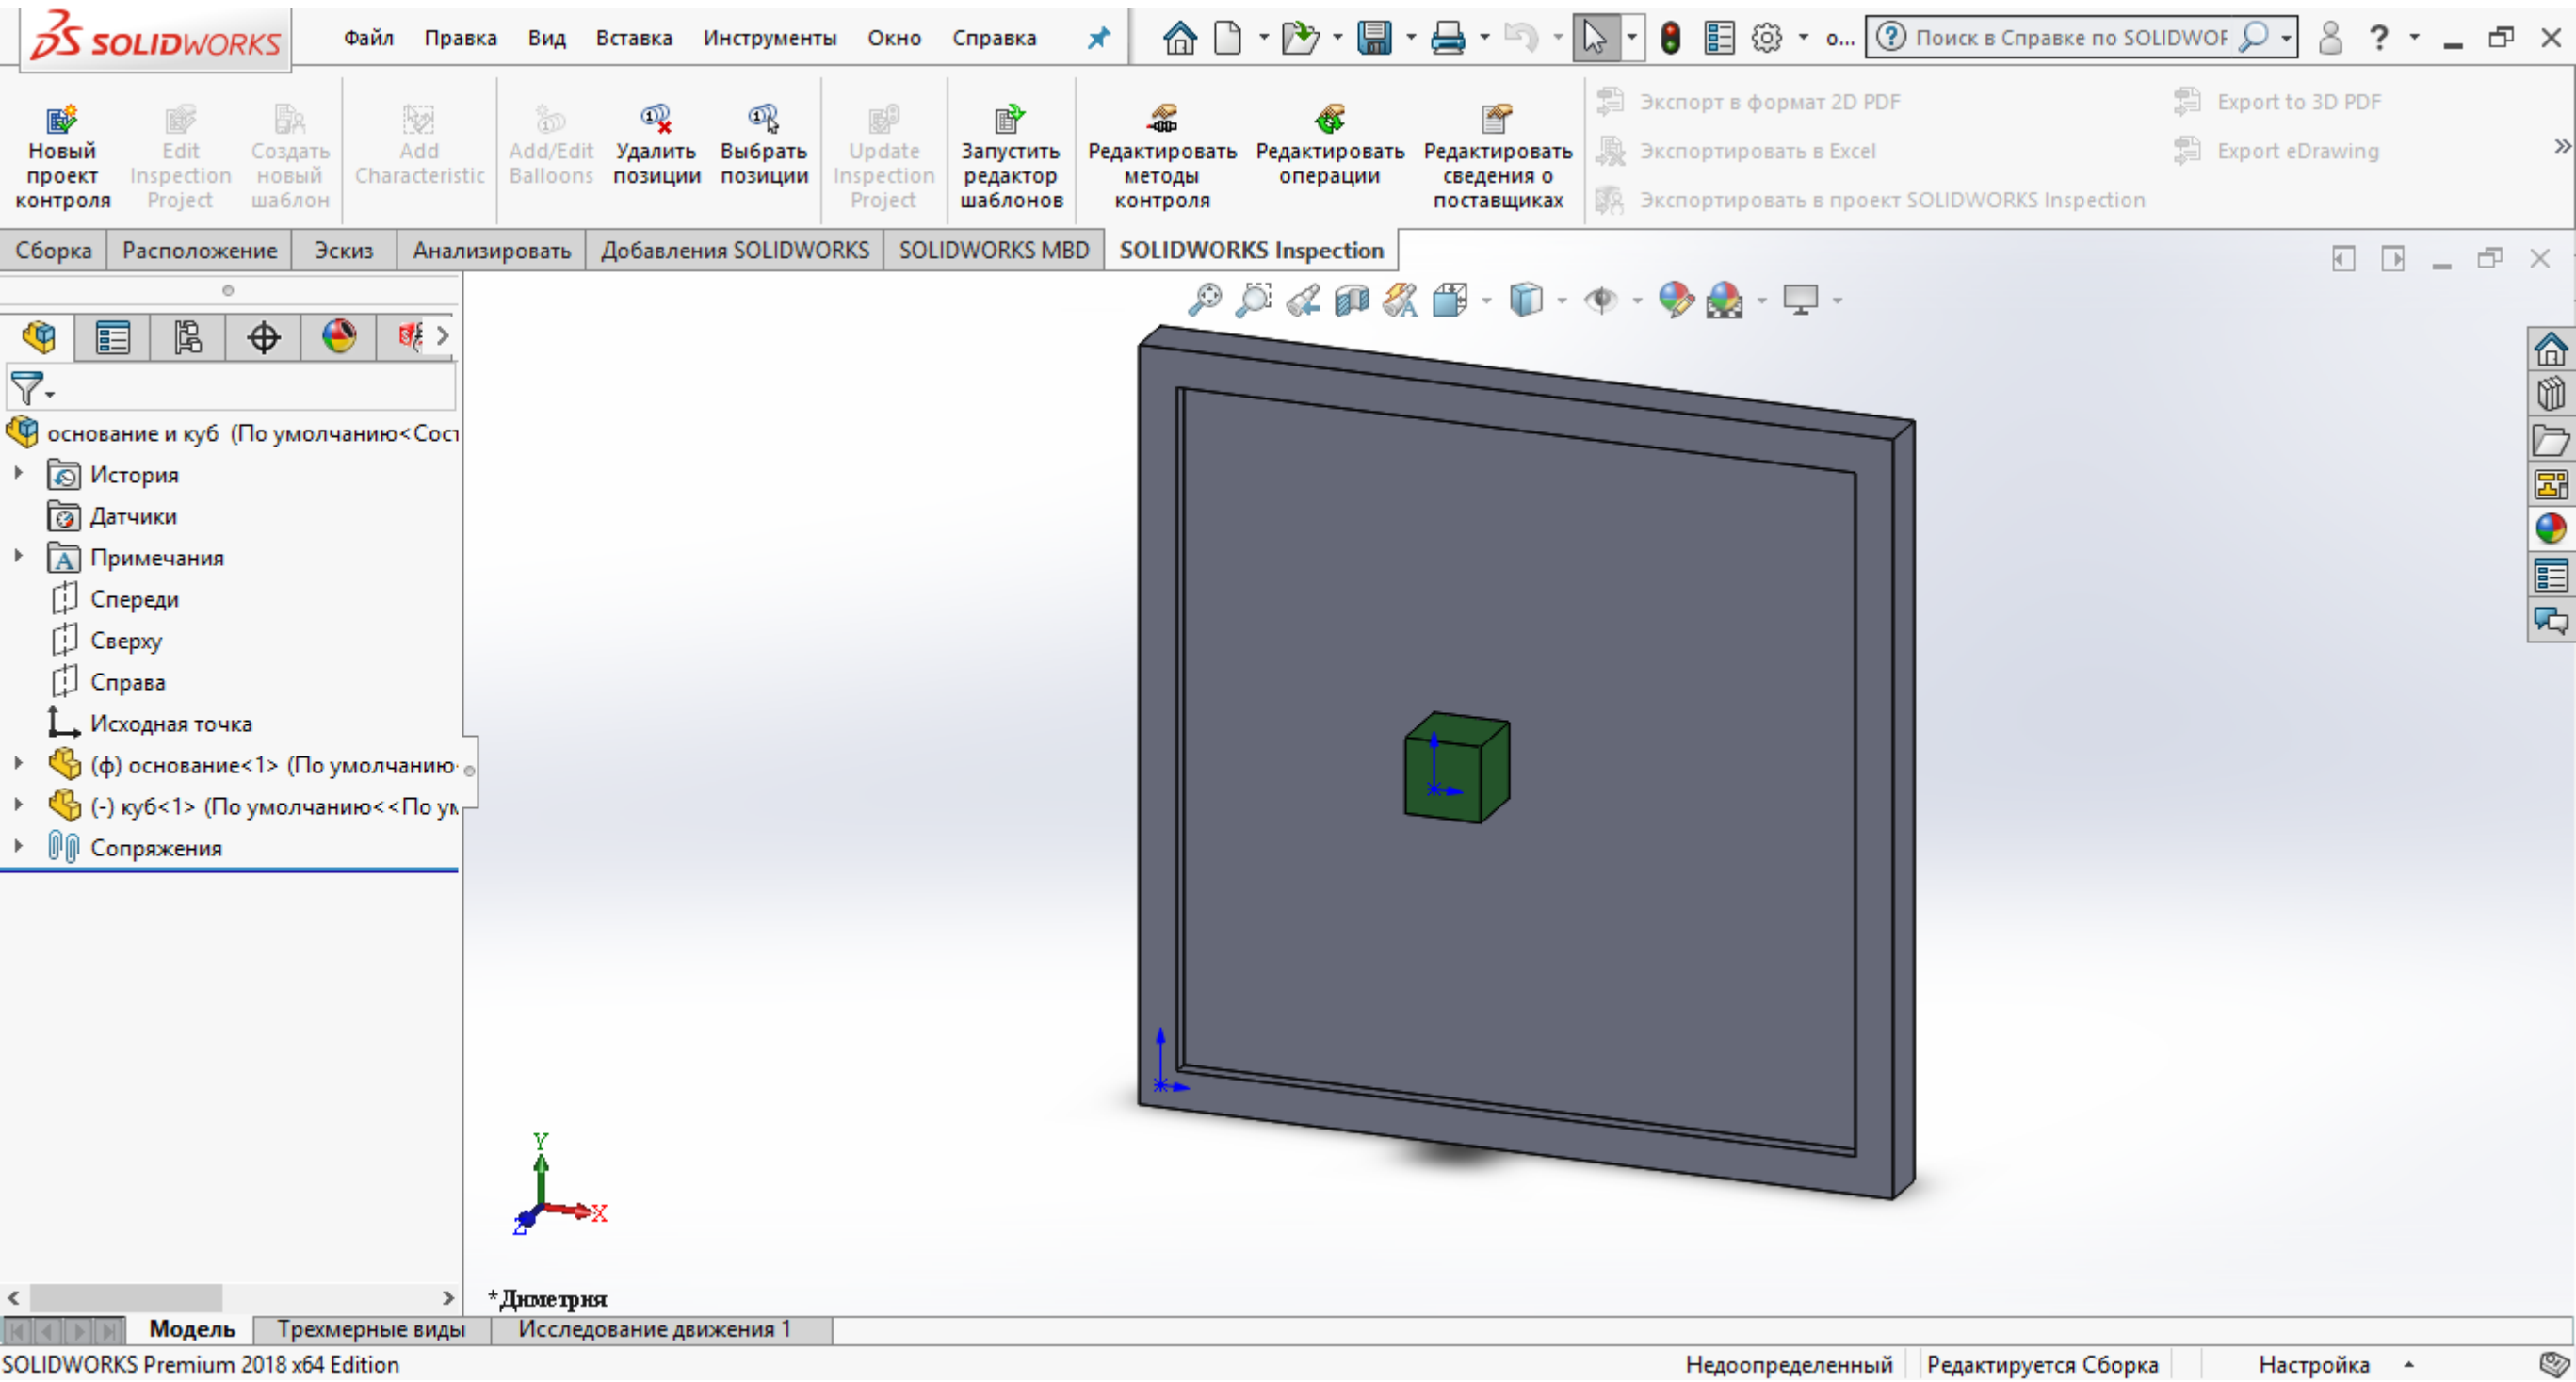 SOLIDWORKS Файл Правка Вид Вставка Инструменты Окно Справка о... Поиск в Справке по SOLIDWOF
Новый проект контроля
Edit Inspection Project
Создать новый шаблон
Add Characteristic
Add/Edit Balloons
Удалить позиции
Выбрать позиции
Update Inspection Project
Запустить редактор шаблонов
Редактировать методы контроля
Редактировать операции
Редактировать сведения о поставщиках
Экспорт в формат 2D PDF
Экспортировать в Excel
Экспортировать в проект SOLIDWORKS Inspection
Export to 3D PDF
Export eDrawing
Сборка Расположение Эскиз Анализировать Добавления SOLIDWORKS SOLIDWORKS MBD SOLIDWORKS Inspection
основание и куб (По умолчанию<Сост
История
Датчики
Примечания
Спереди
Сверху
Справа
Исходная точка
(ф) основание<1> (По умолчанию
(-) куб<1> (По умолчанию<<По ум
Сопряжения
Y
X
Z
*Диметрия
Модель Трехмерные виды Исследование движения 1
SOLIDWORKS Premium 2018 x64 Edition Недоопределенный Редактируется Сборка Настройка